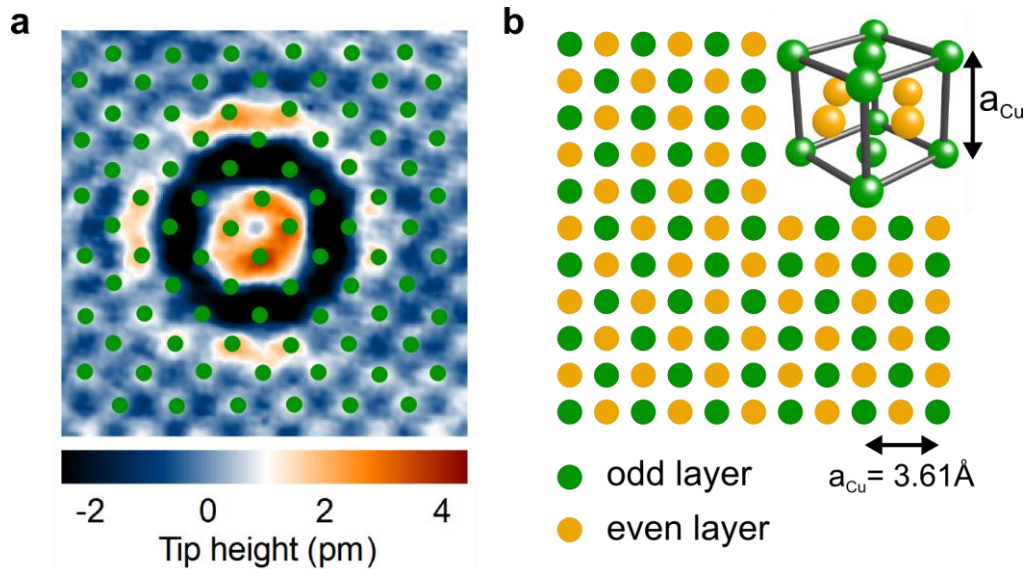 a
-2 0 2 4
Tip height (pm)
b
a_Cu
a_Cu = 3.61Å
odd layer
even layer